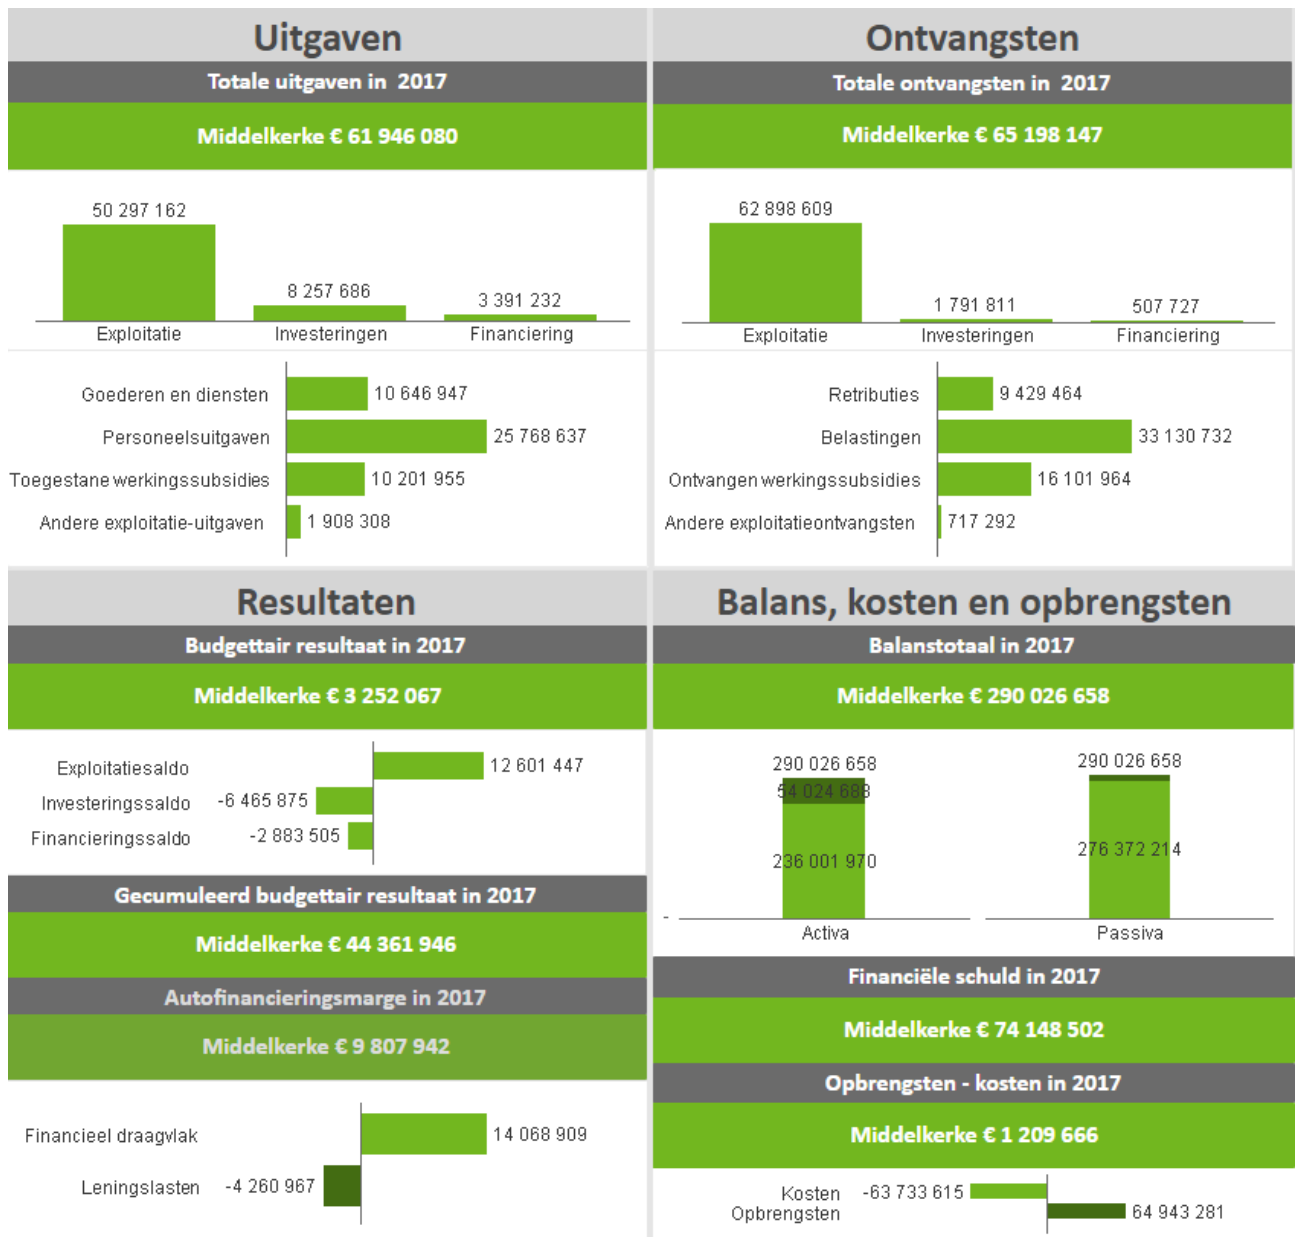 Uitgaven
Totale uitgaven in 2017
Middelkerke € 61 946 080
50 297 162
8 257 686
3 391 232
Exploitatie Investeringen Financiering
Goederen en diensten 10 646 947
Personeelsuitgaven 25 768 637
Toegestane werkingssubsidies 10 201 955
Andere exploitatie-uitgaven 1 908 308
Ontvangsten
Totale ontvangsten in 2017
Middelkerke € 65 198 147
62 898 609
1 791 811
507 727
Exploitatie Investeringen Financiering
Retributies 9 429 464
Belastingen 33 130 732
Ontvangen werkingssubsidies 16 101 964
Andere exploitatieontvangsten 717 292
Resultaten
Budgettair resultaat in 2017
Middelkerke € 3 252 067
Exploitatiesaldo 12 601 447
Investeringssaldo -6 465 875
Financieringssaldo -2 883 505
Gecumuleerd budgettair resultaat in 2017
Middelkerke € 44 361 946
Autofinancieringsmarge in 2017
Middelkerke € 9 807 942
Financieel draagvlak 14 068 909
Leningslasten -4 260 967
Balans, kosten en opbrengsten
Balanstotaal in 2017
Middelkerke € 290 026 658
290 026 658 290 026 658
54 024 688
236 001 970 276 372 214
-
Activa Passiva
Financiële schuld in 2017
Middelkerke € 74 148 502
Opbrengsten - kosten in 2017
Middelkerke € 1 209 666
Kosten -63 733 615
Opbrengsten 64 943 281